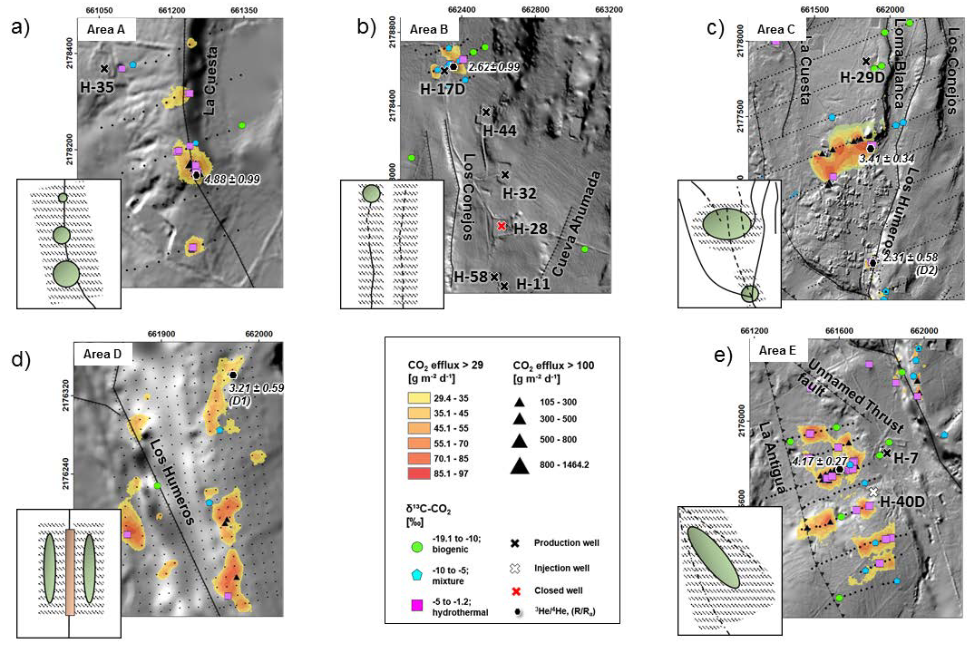 a)
Area A
661050
661250
2178400
2178200
H-35
La Cuesta
4.88 ± 0.99
b)
Area B
662400
662800
663200
2178800
2178400
2.62± 0.99
H-17D
H-44
H-32
H-28
H-58
H-11
Los Conejos
Cueva Ahumada
c)
Area C
661500
662000
2178000
2177500
La Cuesta
Loma Blanca
Los Conejos
H-29D
3.41 ± 0.34
Los Humeros
2.31 ± 0.58
(D2)
d)
Area D
661900
662000
2176320
2176240
3.21 ± 0.59
(D1)
Los Humeros
CO2 efflux > 29
[g m-2 d-1]
29.4 - 35
35.1 - 45
45.1 - 55
55.1 - 70
70.1 - 85
85.1 - 97
CO2 efflux > 100
[g m-2 d-1]
105 - 300
300 - 500
500 - 800
800 - 1464.2
δ13C-CO2
[‰]
-19.1 to -10;
biogenic
-10 to -5;
mixture
-5 to -1.2;
hydrothermal
Production well
Injection well
Closed well
3He/4He, (R/Ra)
e)
Area E
661200
661600
662000
2176000
Unnamed Thrust
fault
La Antigua
4.17 ± 0.27
H-7
H-40D